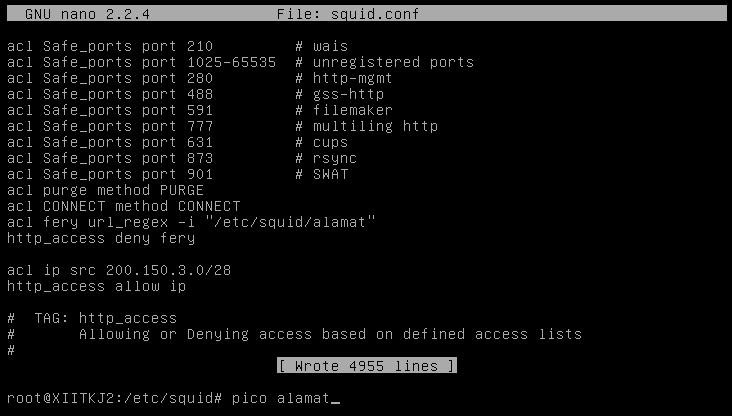 GNU nano 2.2.4 File: squid.conf
acl Safe_ports port 210 # wais
acl Safe_ports port 1025-65535 # unregistered ports
acl Safe_ports port 280 # http-mgmt
acl Safe_ports port 488 # gss-http
acl Safe_ports port 591 # filemaker
acl Safe_ports port 777 # multiling http
acl Safe_ports port 631 # cups
acl Safe_ports port 873 # rsync
acl Safe_ports port 901 # SWAT
acl purge method PURGE
acl CONNECT method CONNECT
acl fery url_regex -i "/etc/squid/alamat"
http_access deny fery
acl ip src 200.150.3.0/28
http_access allow ip
# TAG: http_access
# Allowing or Denying access based on defined access lists
#
[ Wrote 4955 lines ]
root@XIITKJ2:/etc/squid# pico alamat_